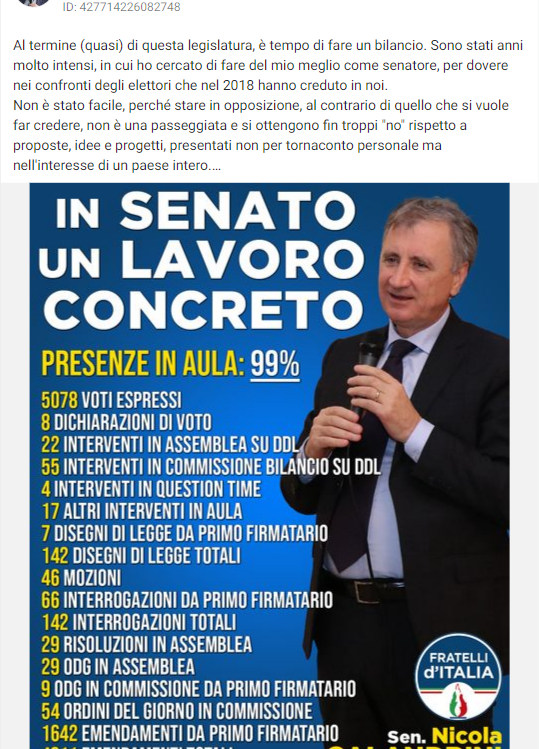 ID: 427714226082748
Al termine (quasi) di questa legislatura, è tempo di fare un bilancio. Sono stati anni
molto intensi, in cui ho cercato di fare del mio meglio come senatore, per dovere
nei confronti degli elettori che nel 2018 hanno creduto in noi.
Non è stato facile, perché stare in opposizione, al contrario di quello che si vuole
far credere, non è una passeggiata e si ottengono fin troppi "no" rispetto a
proposte, idee e progetti, presentati non per tornaconto personale ma
nell'interesse di un paese intero....
IN SENATO
UN LAVORO
CONCRETO
PRESENZE IN AULA: 99%
5078 VOTI ESPRESSI
8 DICHIARAZIONI DI VOTO
22 INTERVENTI IN ASSEMBLEA SU DDL
55 INTERVENTI IN COMMISSIONE BILANCIO SU DDL
4 INTERVENTI IN QUESTION TIME
17 ALTRI INTERVENTI IN AULA
7 DISEGNI DI LEGGE DA PRIMO FIRMATARIO
142 DISEGNI DI LEGGE TOTALI
46 MOZIONI
66 INTERROGAZIONI DA PRIMO FIRMATARIO
142 INTERROGAZIONI TOTALI
29 RISOLUZIONI IN ASSEMBLEA
29 ODG IN ASSEMBLEA
9 ODG IN COMMISSIONE DA PRIMO FIRMATARIO
54 ORDINI DEL GIORNO IN COMMISSIONE
1642 EMENDAMENTI DA PRIMO FIRMATARIO
FRATELLI
d'ITALIA
Sen. Nicola